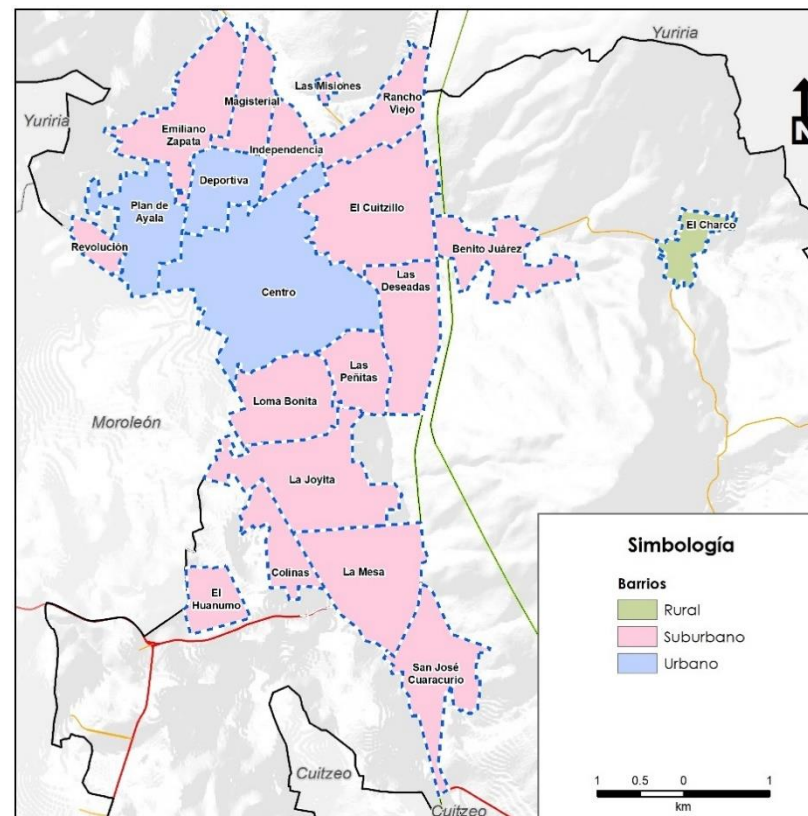 Yuriria
Yuriria
Las Misiones
Magisterial
Rancho
Viejo
Emiliano
Zapata
Independencia
N
Deportiva
Plan de
Ayala
El Cuitzillo
El Charco
Revolución
Benito Juárez
Las
Deseadas
Centro
Las
Peñitas
Loma Bonita
Moroleón
La Joyita
Colinas
La Mesa
El
Huanumo
San José
Cuaracurio
Cuitzeo
Cuitzeo
Simbología
Barrios
Rural
Suburbano
Urbano
1 0.5 0 1
km